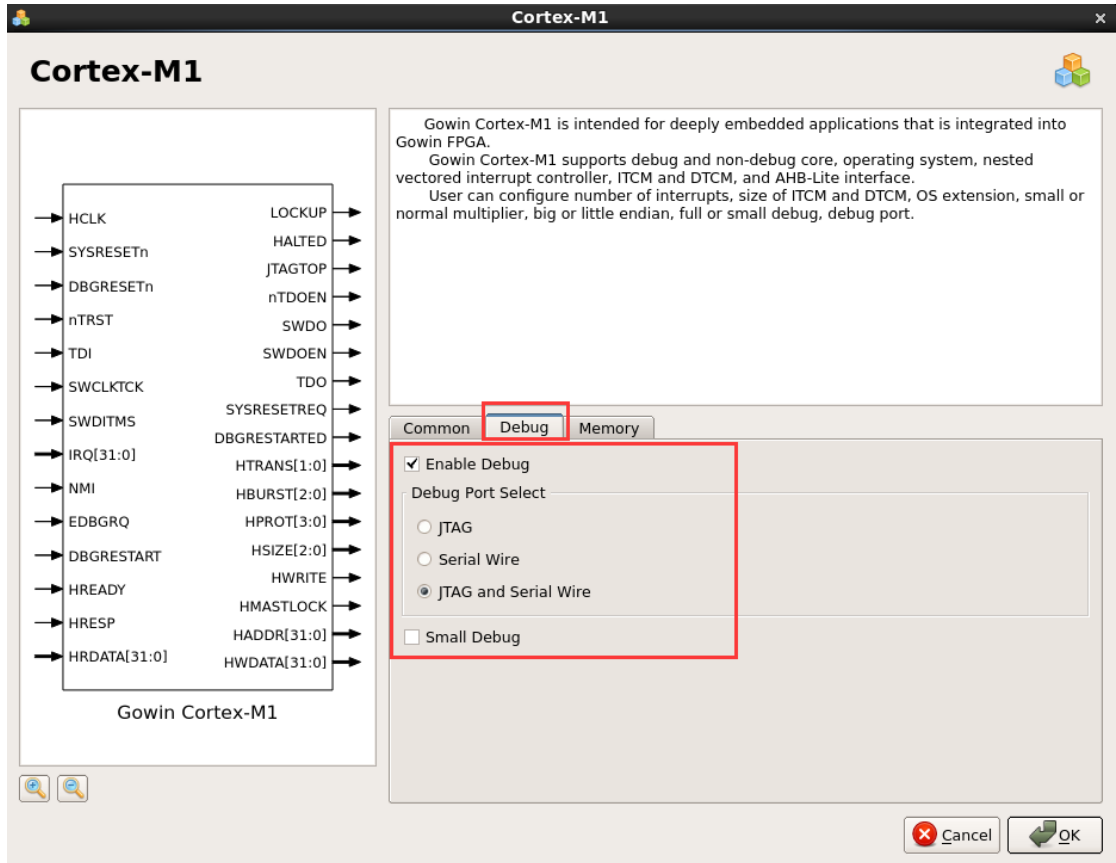 Cortex-M1
Cortex-M1
HCLK
SYSRESETn
DBGRESETn
nTRST
TDI
SWCLKTCK
SWDITMS
IRQ[31:0]
NMI
EDBGRQ
DBGRESTART
HREADY
HRESP
HRDATA[31:0]
LOCKUP
HALTED
JTAGTOP
nTDOEN
SWDO
SWDOEN
TDO
SYSRESETREQ
DBGRESTARTED
HTRANS[1:0]
HBURST[2:0]
HPROT[3:0]
HSIZE[2:0]
HWRITE
HMASTLOCK
HADDR[31:0]
HWDATA[31:0]
Gowin Cortex-M1
Gowin Cortex-M1 is intended for deeply embedded applications that is integrated into
Gowin FPGA.
Gowin Cortex-M1 supports debug and non-debug core, operating system, nested
vectored interrupt controller, ITCM and DTCM, and AHB-Lite interface.
User can configure number of interrupts, size of ITCM and DTCM, OS extension, small or
normal multiplier, big or little endian, full or small debug, debug port.
Common Debug Memory
Enable Debug
Debug Port Select
JTAG
Serial Wire
JTAG and Serial Wire
Small Debug
Cancel OK